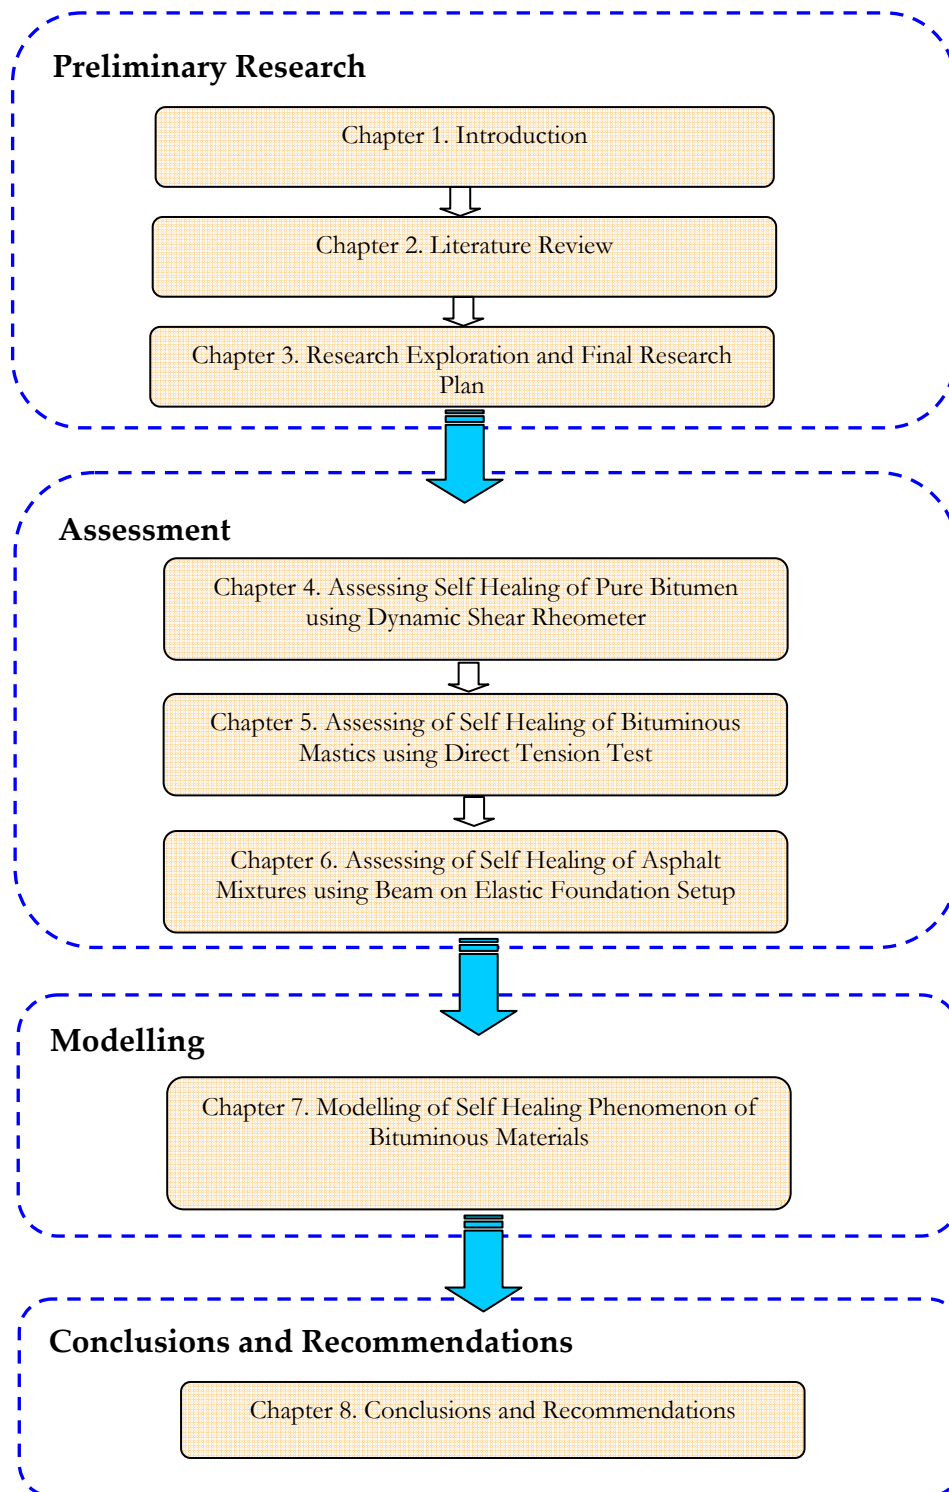 Preliminary Research
Chapter 1. Introduction
Chapter 2. Literature Review
Chapter 3. Research Exploration and Final Research
Plan
Assessment
Chapter 4. Assessing Self Healing of Pure Bitumen
using Dynamic Shear Rheometer
Chapter 5. Assessing of Self Healing of Bituminous
Mastics using Direct Tension Test
Chapter 6. Assessing of Self Healing of Asphalt
Mixtures using Beam on Elastic Foundation Setup
Modelling
Chapter 7. Modelling of Self Healing Phenomenon of
Bituminous Materials
Conclusions and Recommendations
Chapter 8. Conclusions and Recommendations